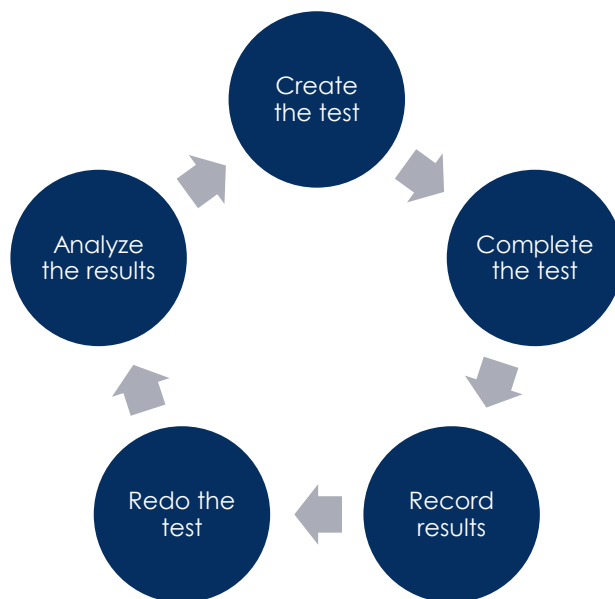 Create
the test
Complete
the test
Record
results
Redo the
test
Analyze
the results